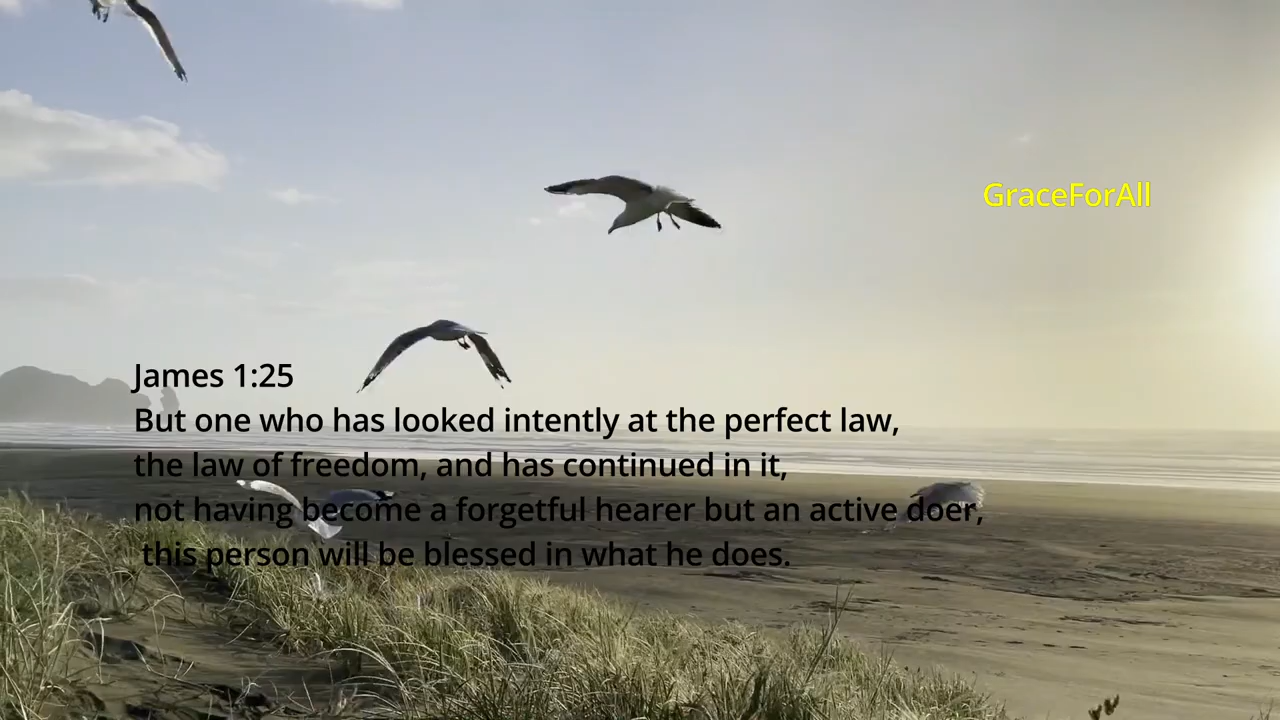 GraceForAll
James 1:25
But one who has looked intently at the perfect law,
the law of freedom, and has continued in it,
not having become a forgetful hearer but an active doer,
this person will be blessed in what he does.